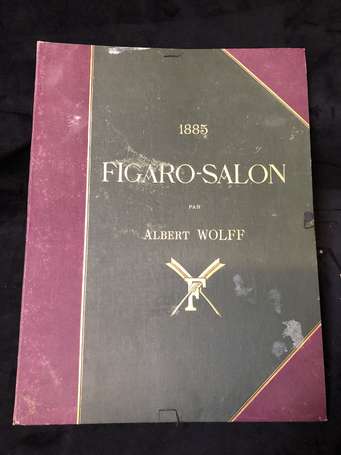 1885
FIGARO-SALON
PAR
ALBERT WOLFF
F